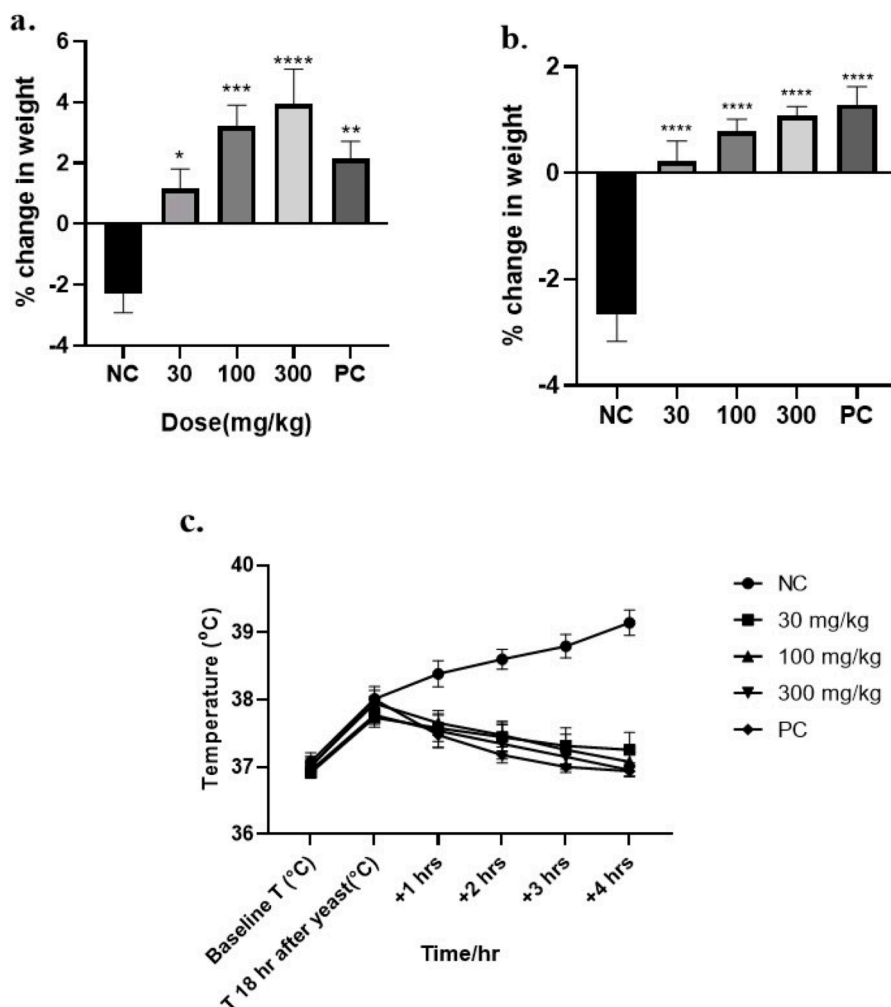 a.
% change in weight
6
4
2
0
-2
-4
*
***
****
**
NC 30 100 300 PC
Dose(mg/kg)
b.
% change in weight
2
0
-2
-4
****
****
****
****
NC 30 100 300 PC
c.
Temperature (°C)
40
39
38
37
36
Baseline T (°C)
T 18 hr after yeast(°C)
+1 hrs
+2 hrs
+3 hrs
+4 hrs
Time/hr
NC
30 mg/kg
100 mg/kg
300 mg/kg
PC